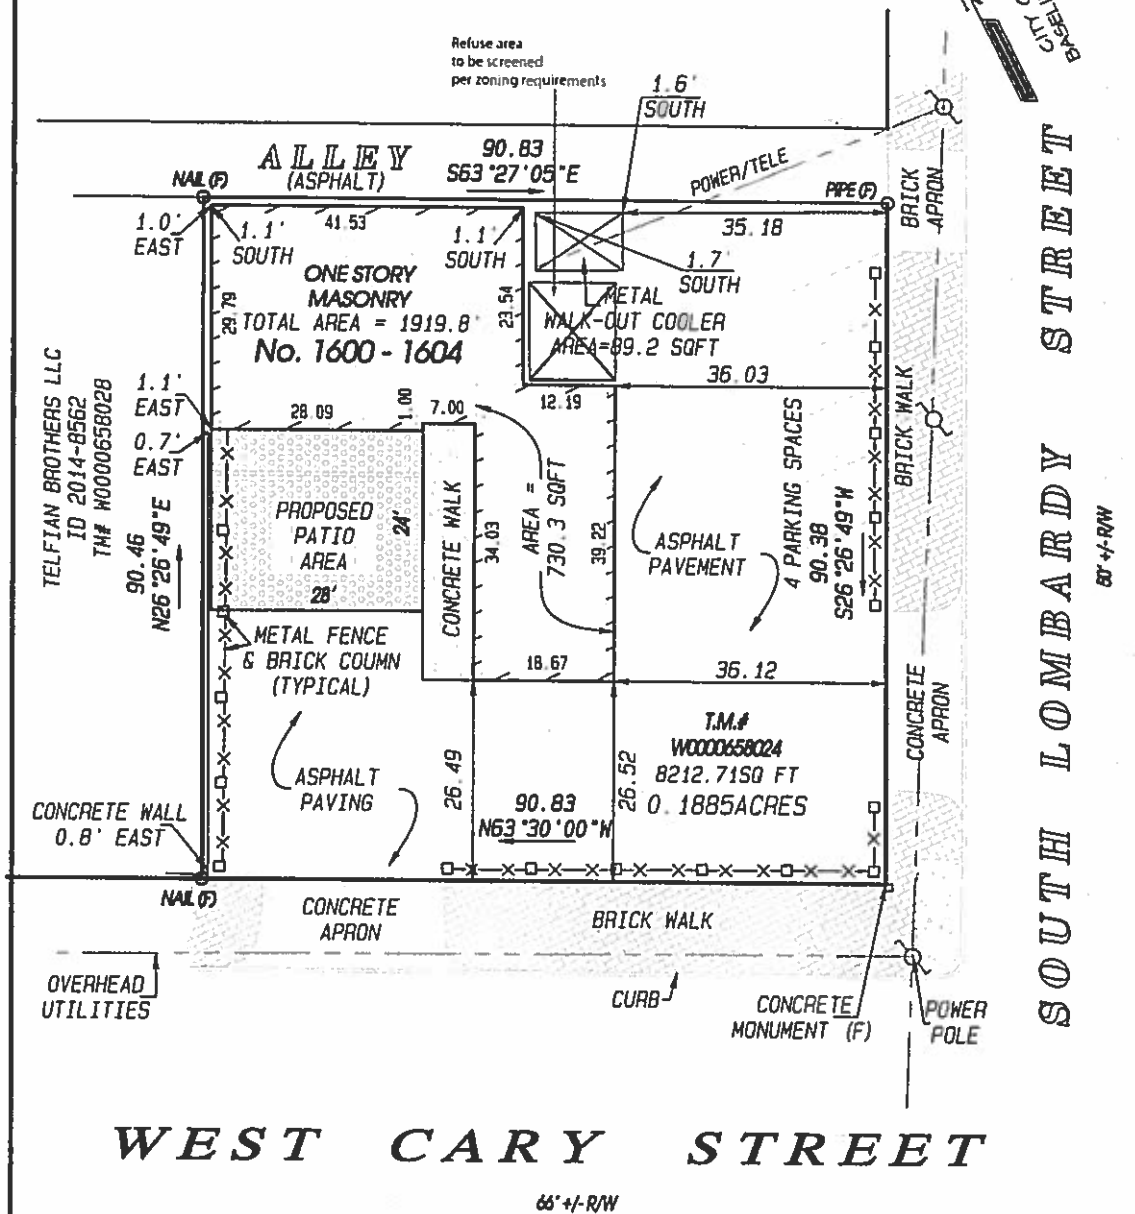 CITY O
BASELI
Refuse area
to be screened
per zoning requirements
1.6'
SOUTH
ALLEY
(ASPHALT)
90.83
S63°27'05"E
POWER/TELE
NAIL (F)
PIPE (F)
BRICK
APRON
1.0'
EAST
1.1'
SOUTH
41.53
1.1'
SOUTH
35.18
1.7'
SOUTH
ONE STORY
MASONRY
TOTAL AREA = 1919.8'
No. 1600 - 1604
29.79
23.54
METAL
WALK-OUT COOLER
AREA=89.2 SQFT
36.03
TELFIAN BROTHERS LLC
ID 2014-8562
TM# W0000658028
1.1'
EAST
0.7'
EAST
28.09
1.00
7.00
12.19
BRICK WALK
90.46
N26°26'49"E
PROPOSED
PATIO
AREA
24'
28'
CONCRETE WALK
34.03
AREA =
730.3 SQFT
39.22
ASPHALT
PAVEMENT
4 PARKING SPACES
90.38
S26°26'49"W
METAL FENCE
& BRICK COUMN
(TYPICAL)
18.67
36.12
CONCRETE
APRON
T.M.#
W0000658024
8212.71SQ FT
0.1885ACRES
ASPHALT
PAVING
26.49
26.52
90.83
N63°30'00"W
CONCRETE WALL
0.8' EAST
NAIL (F)
CONCRETE
APRON
BRICK WALK
OVERHEAD
UTILITIES
CURB
CONCRETE
MONUMENT (F)
POWER
POLE
SOUTH LOMBARDY STREET
60' +/- R/W
WEST CARY STREET
66' +/- R/W